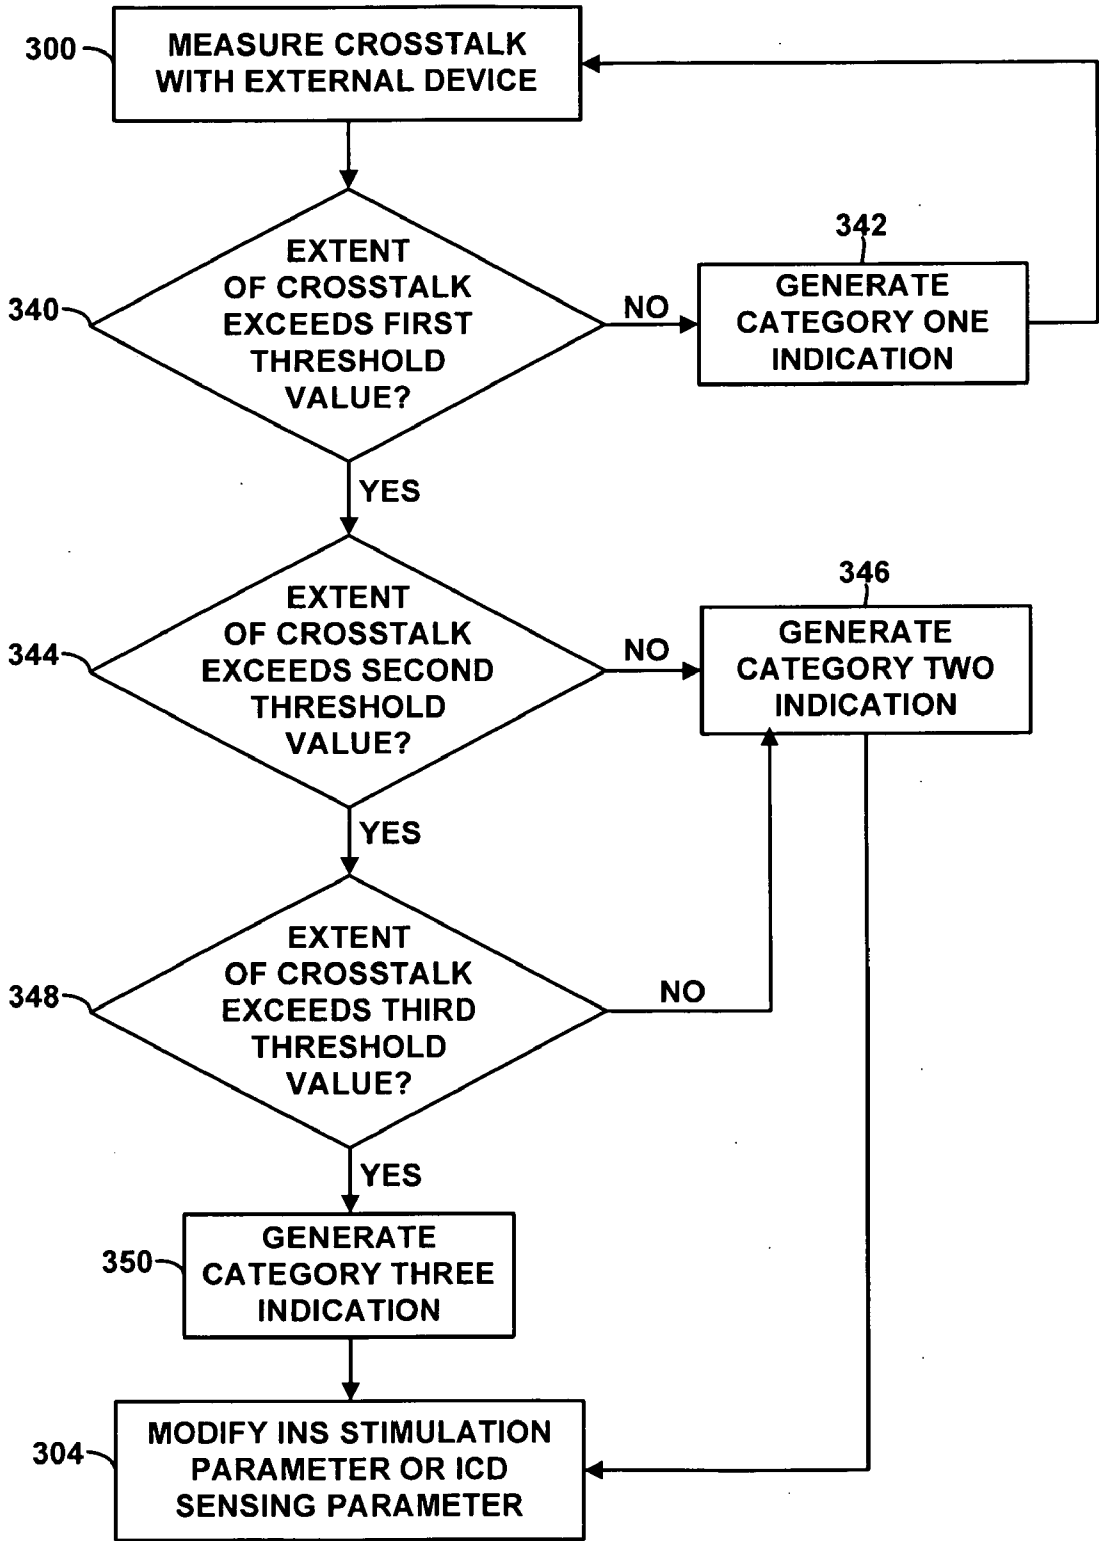 300
MEASURE CROSSTALK
WITH EXTERNAL DEVICE
340
EXTENT
OF CROSSTALK
EXCEEDS FIRST
THRESHOLD
VALUE?
NO
342
GENERATE
CATEGORY ONE
INDICATION
YES
344
EXTENT
OF CROSSTALK
EXCEEDS SECOND
THRESHOLD
VALUE?
NO
346
GENERATE
CATEGORY TWO
INDICATION
YES
348
EXTENT
OF CROSSTALK
EXCEEDS THIRD
THRESHOLD
VALUE?
NO
YES
350
GENERATE
CATEGORY THREE
INDICATION
304
MODIFY INS STIMULATION
PARAMETER OR ICD
SENSING PARAMETER